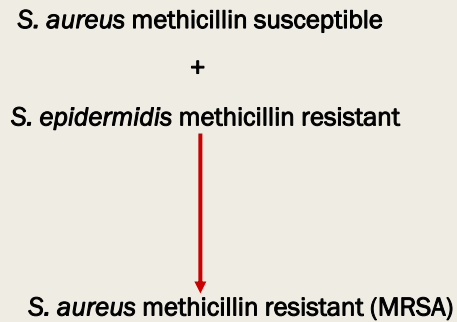 S. aureus methicillin susceptible
+
S. epidermidis methicillin resistant
S. aureus methicillin resistant (MRSA)